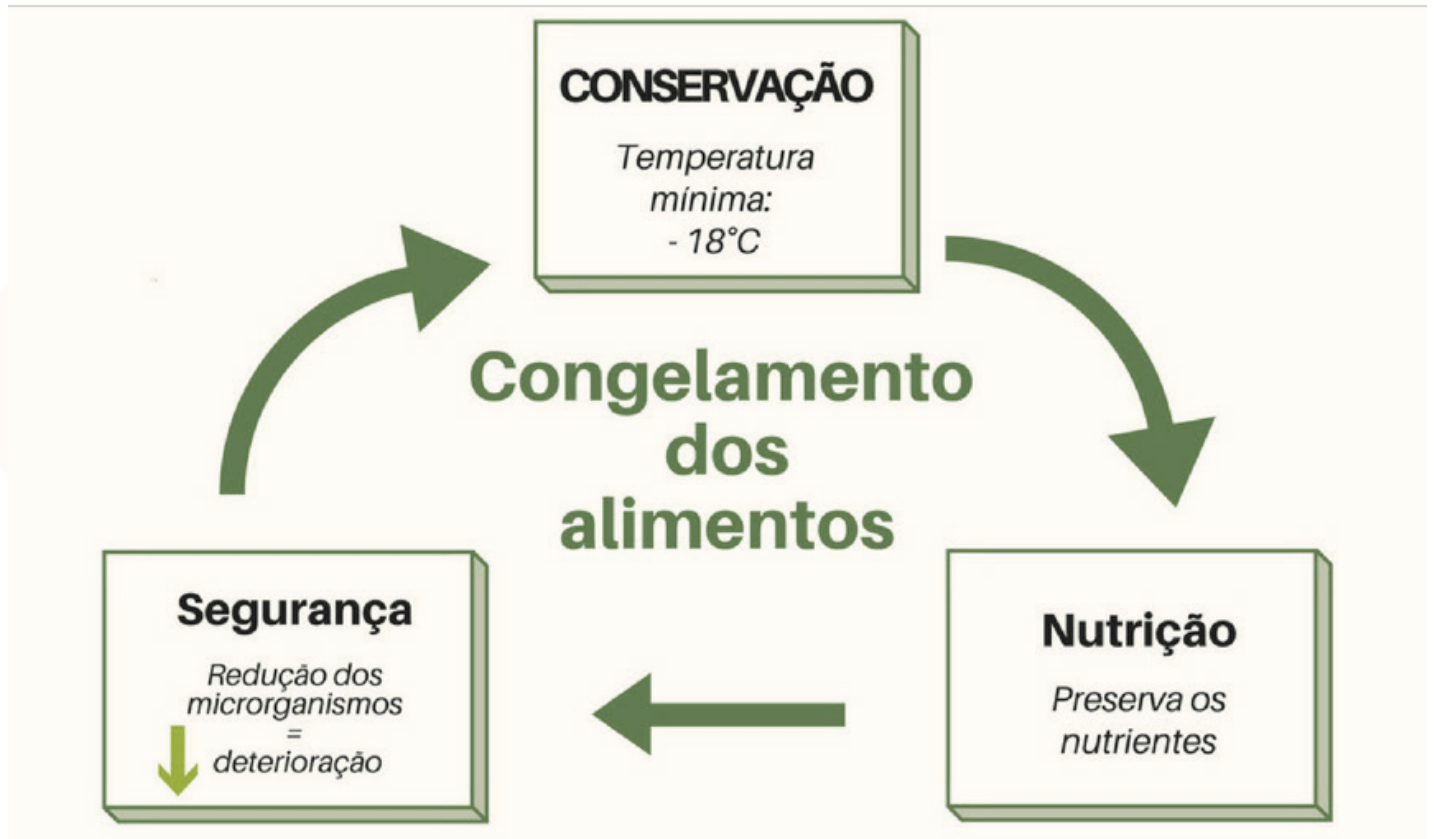 CONSERVAÇÃO
Temperatura
mínima:
- 18°C
Congelamento
dos
alimentos
Segurança
Redução dos
microrganismos
=
deterioração
Nutrição
Preserva os
nutrientes